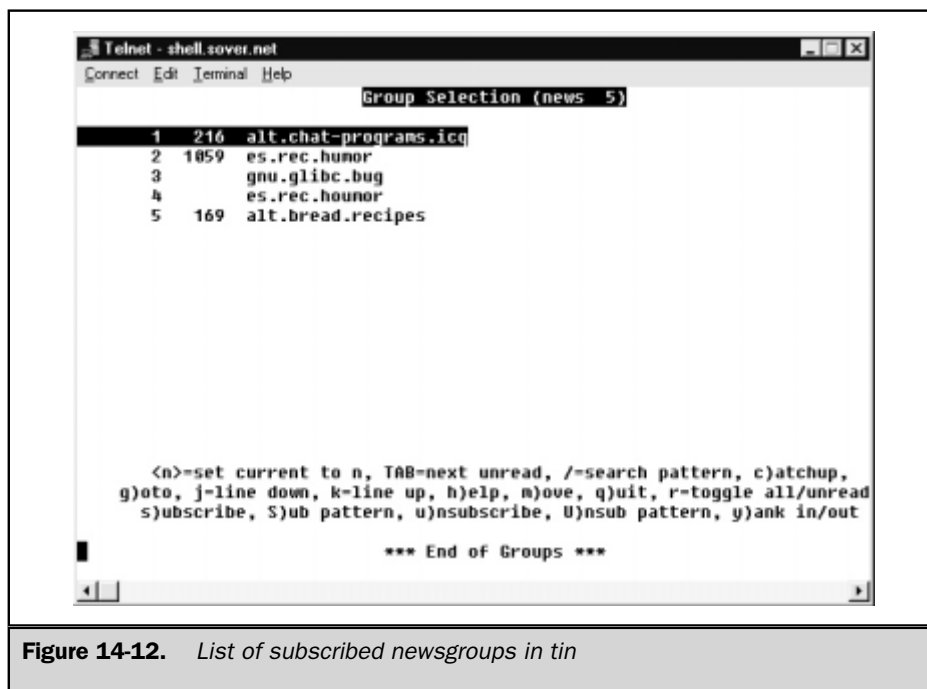 Telnet - shell.sover.net
Connect Edit Terminal Help
Group Selection (news 5)
1 216 alt.chat-programs.icq
2 1059 es.rec.humor
3 gnu.glibc.bug
4 es.rec.houmor
5 169 alt.bread.recipes
<n>=set current to n, TAB=next unread, /=search pattern, c)atchup,
g)oto, j=line down, k=line up, h)elp, m)ove, q)uit, r=toggle all/unread
s)ubscribe, S)ub pattern, u)nsubscribe, U)nsub pattern, y)ank in/out
*** End of Groups ***
Figure 14-12. List of subscribed newsgroups in tin